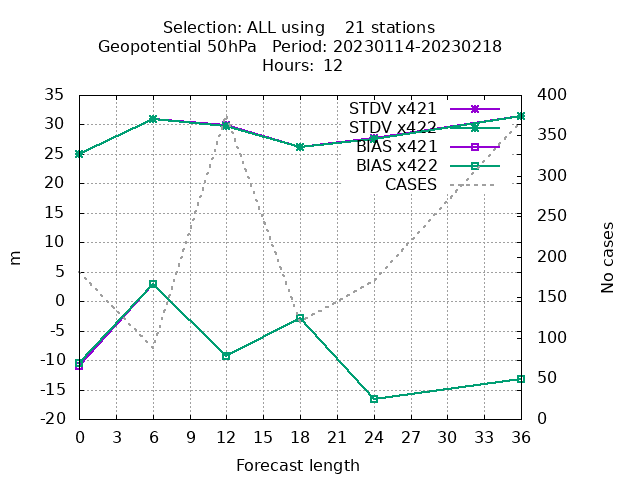 Selection: ALL using    21 stations
Geopotential 50hPa   Period: 20230114-20230218
Hours: 12
35
30
25
20
15
10
5
0
-5
-10
-15
-20
m
STDV x421
STDV x422
BIAS x421
BIAS x422
CASES
400
350
300
250
200
150
100
50
0
No cases
0 3 6 9 12 15 18 21 24 27 30 33 36
Forecast length